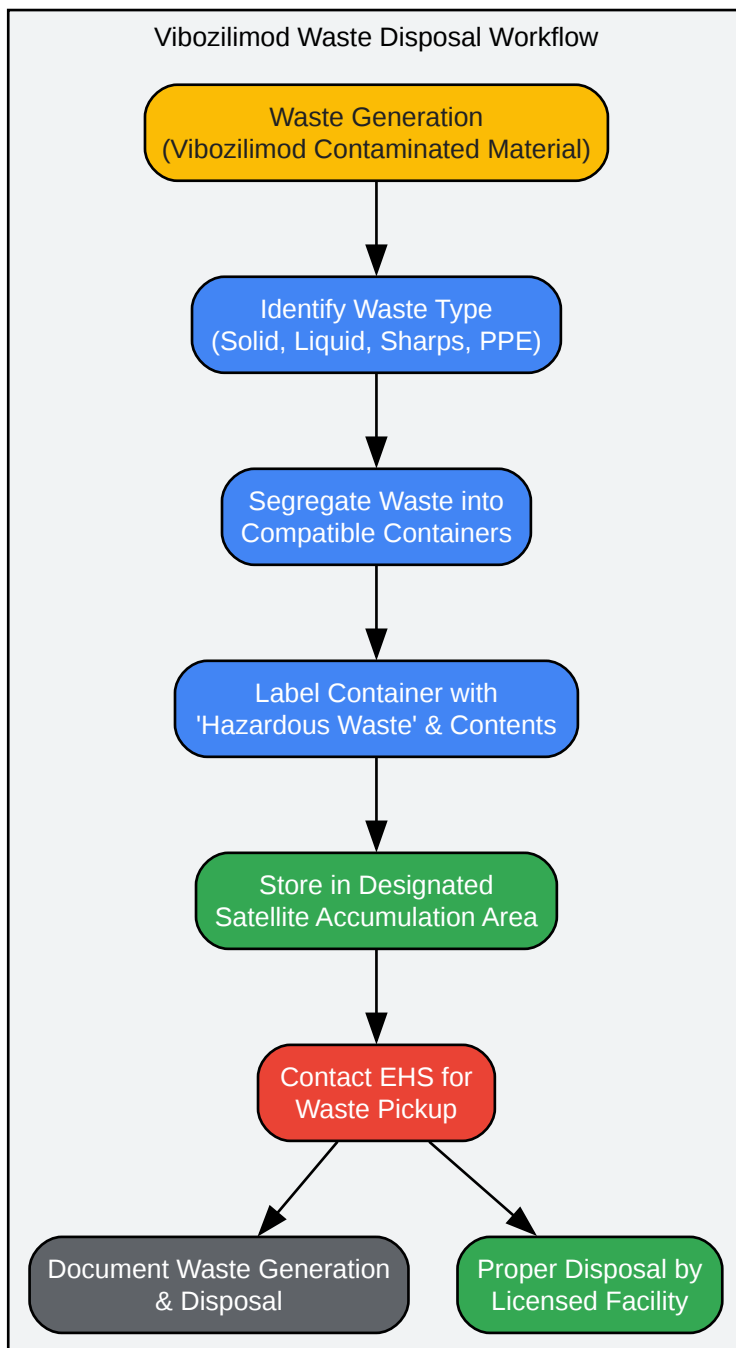 Vibozilimod Waste Disposal Workflow
Waste Generation
(Vibozilimod Contaminated Material)
Identify Waste Type
(Solid, Liquid, Sharps, PPE)
Segregate Waste into
Compatible Containers
Label Container with
'Hazardous Waste' & Contents
Store in Designated
Satellite Accumulation Area
Contact EHS for
Waste Pickup
Document Waste Generation
& Disposal
Proper Disposal by
Licensed Facility